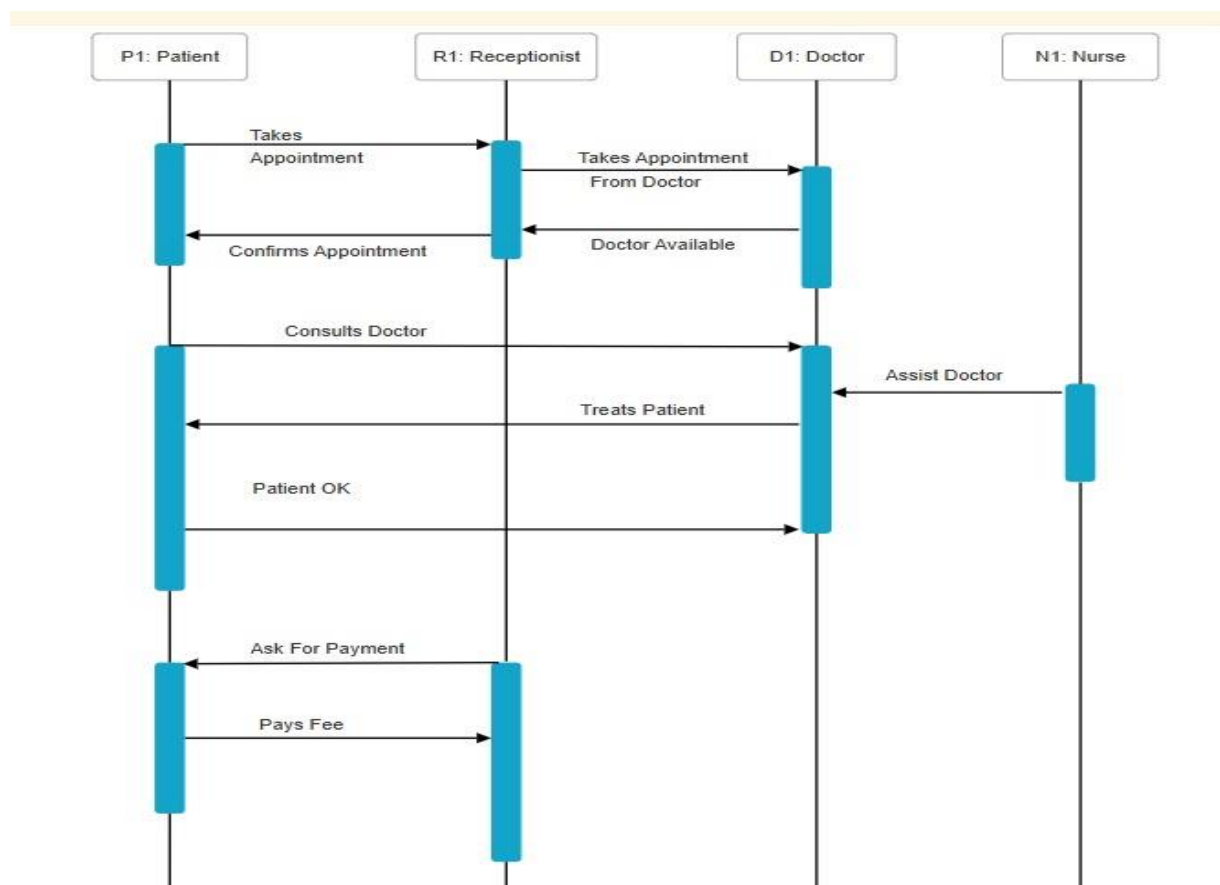 P1: Patient
R1: Receptionist
D1: Doctor
N1: Nurse
Takes
Appointment
Takes Appointment
From Doctor
Doctor Available
Confirms Appointment
Consults Doctor
Assist Doctor
Treats Patient
Patient OK
Ask For Payment
Pays Fee